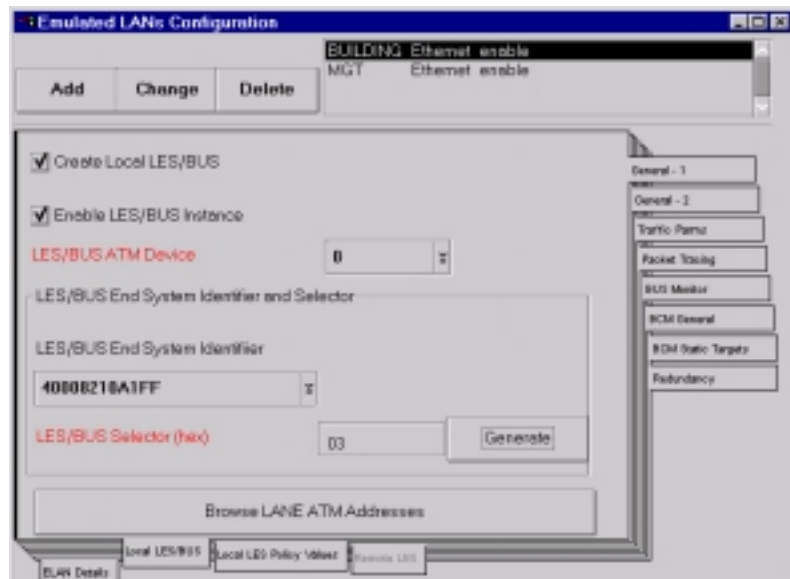 Emulated LANs Configuration
BUILDING Ethernet enable
MGT Ethernet enable
Add Change Delete
Create Local LES/BUS
Enable LES/BUS Instance
LES/BUS ATM Device 0
LES/BUS End System Identifier and Selector
LES/BUS End System Identifiier
40008210A1FF
LES/BUS Selector (hex) 03 Generate
Browse LANE ATM Addresses
General - 1
General - 2
Traffic Parms
Packet Tracing
BUS Monitor
BCM General
BCM Static Targets
Redundancy
ELAN Details
Local LES/BUS
Local LES Policy Values
Remote LES